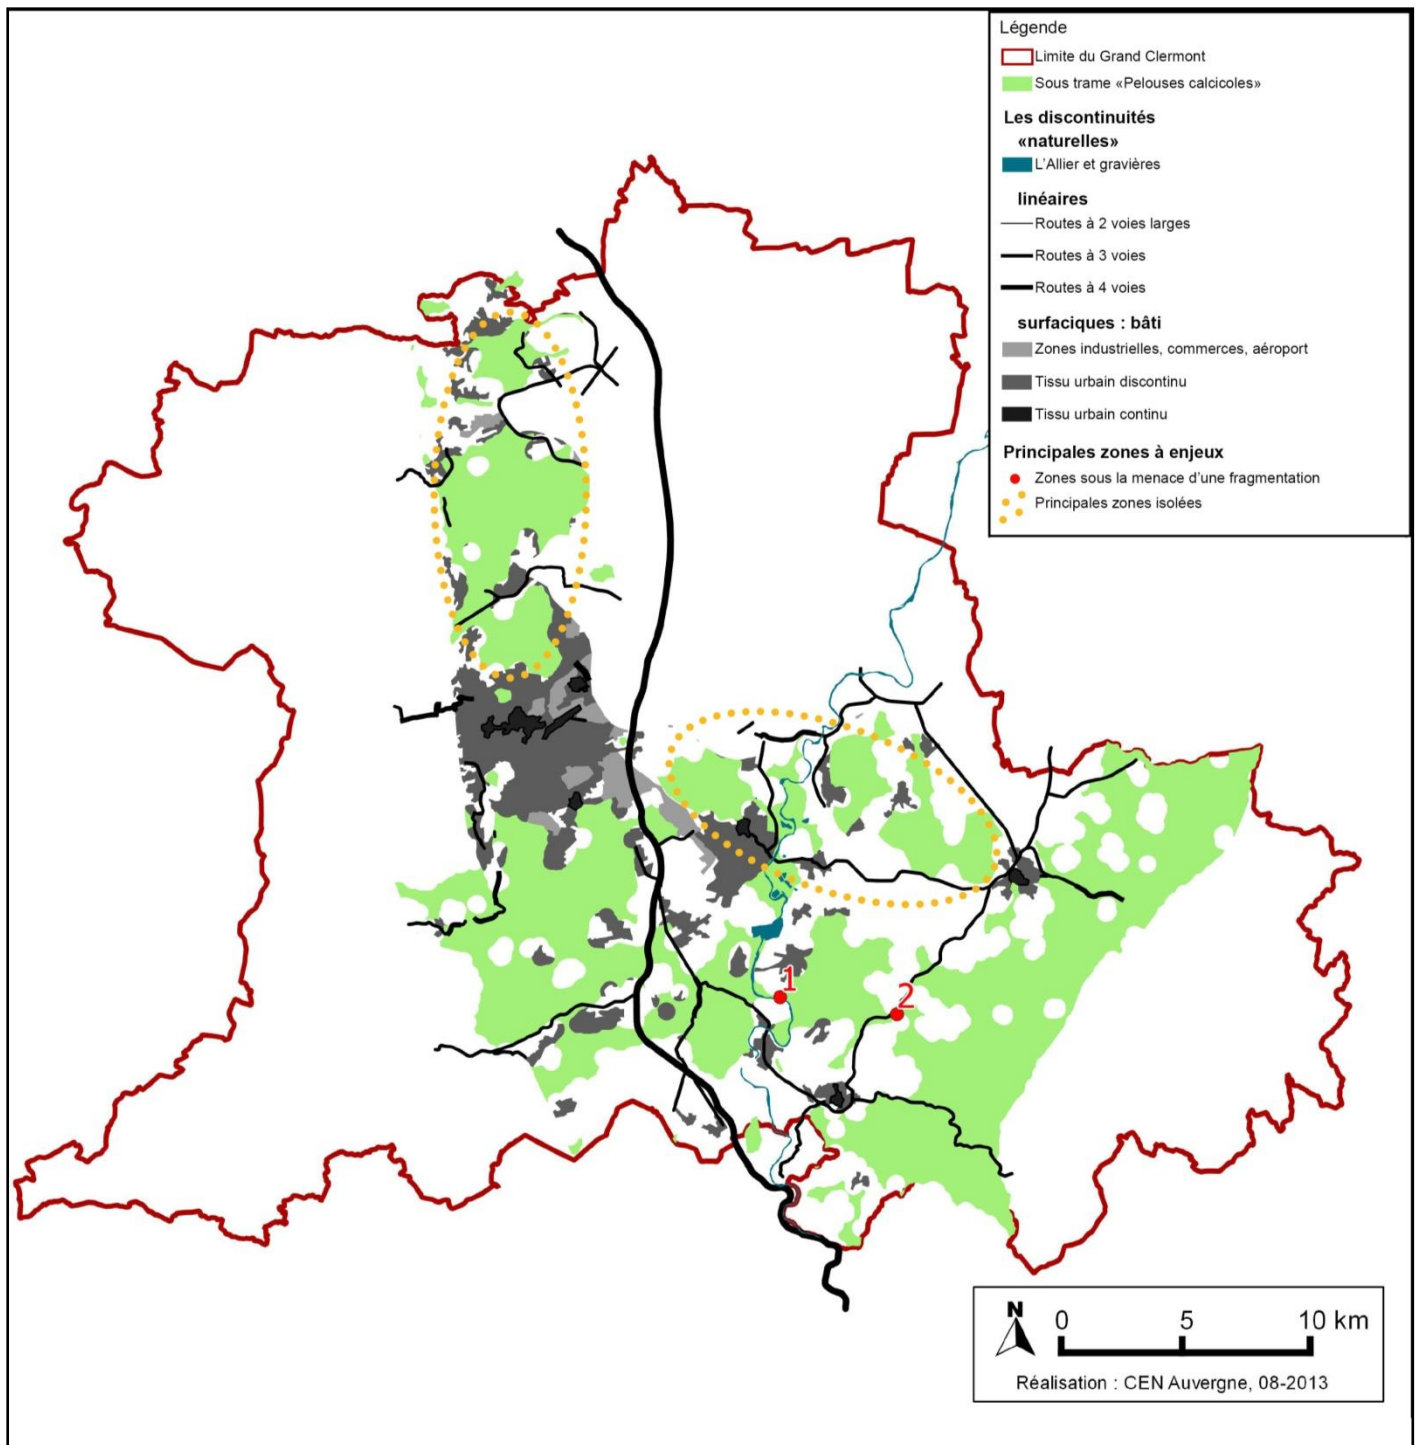 Légende
Limite du Grand Clermont
Sous trame «Pelouses calcicoles»
Les discontinuités
«naturelles»
L'Allier et gravières
linéaires
Routes à 2 voies larges
Routes à 3 voies
Routes à 4 voies
surfaciques : bâti
Zones industrielles, commerces, aéroport
Tissu urbain discontinu
Tissu urbain continu
Principales zones à enjeux
Zones sous la menace d'une fragmentation
Principales zones isolées
1
2
N
0 5 10 km
Réalisation : CEN Auvergne, 08-2013